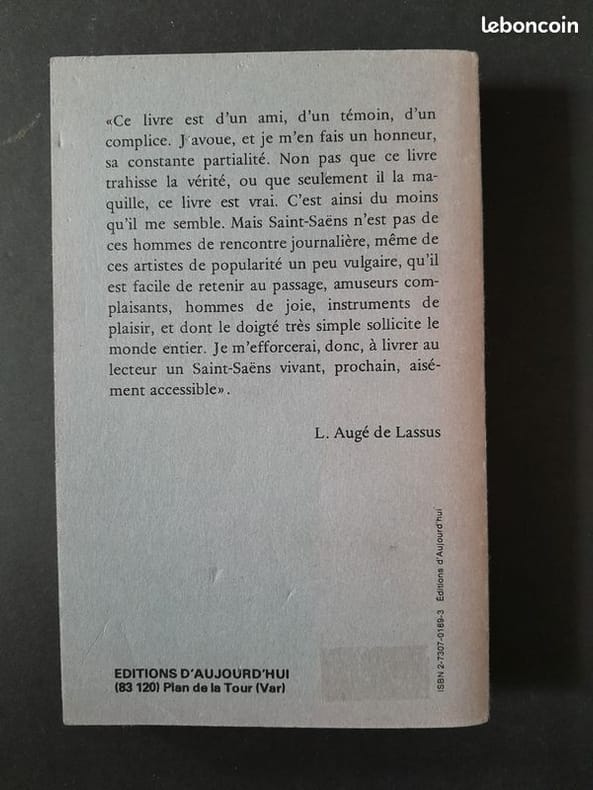 leboncoin
«Ce livre est d'un ami, d'un témoin, d'un
complice. J'avoue, et je m'en fais un honneur,
sa constante partialité. Non pas que ce livre
trahisse la vérité, ou que seulement il la ma-
quille, ce livre est vrai. C'est ainsi du moins
qu'il me semble. Mais Saint-Saëns n'est pas de
ces hommes de rencontre journalière, même de
ces artistes de popularité un peu vulgaire, qu'il
est facile de retenir au passage, amuseurs com-
plaisants, hommes de joie, instruments de
plaisir, et dont le doigté très simple sollicite le
monde entier. Je m'efforcerai, donc, à livrer au
lecteur un Saint-Saëns vivant, prochain, aisé-
ment accessible».
L. Augé de Lassus
EDITIONS D'AUJOURD'HUI
(83 120) Plan de la Tour (Var)
ISBN 2-7307-0169-3 Editions d'Aujourd'hui